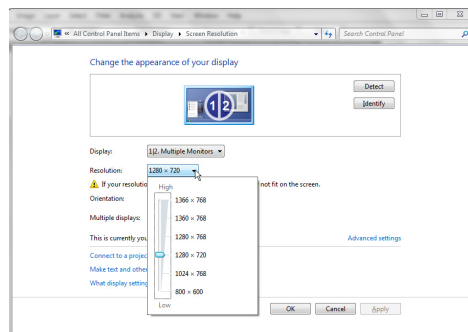 « All Control Panel Items ▸ Display ▸ Screen Resolution
Search Control Panel
Change the appearance of your display
1|2
Detect
Identify
Display:
1|2. Multiple Monitors
Resolution:
1280 × 720
If your resolutio
not fit on the screen.
High
Orientation:
1366 × 768
1360 × 768
Multiple displays:
1280 × 768
This is currently you
Advanced settings
1280 × 720
Connect to a projec
Make text and othe
1024 × 768
What display setting
800 × 600
Low
OK
Cancel
Apply